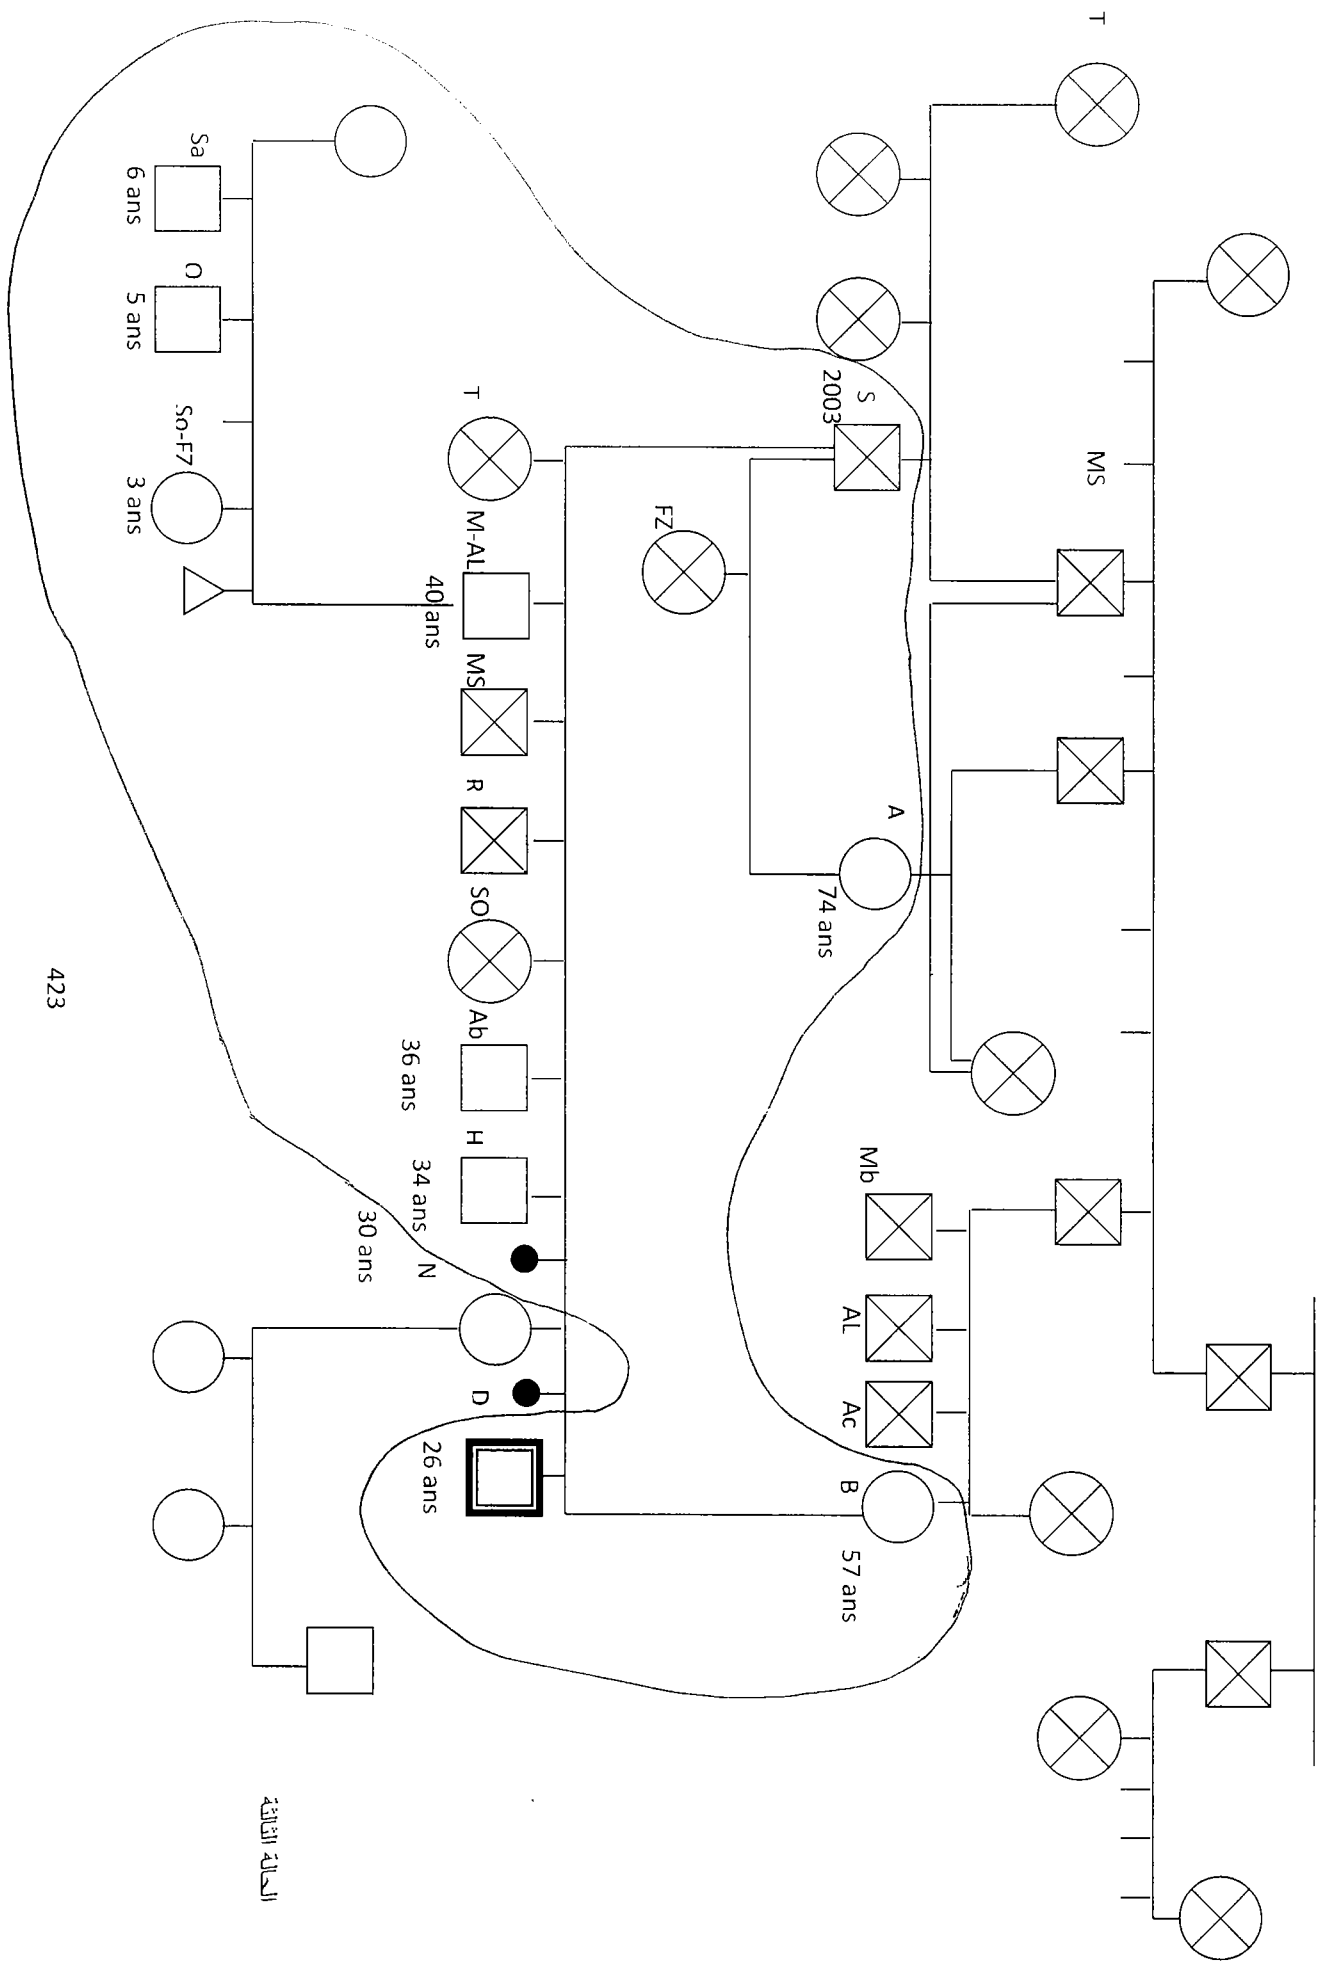 الحالة الثالثة
T
MS
S
2003
A
74 ans
Mb
AL
Ac
B
57 ans
FZ
T
M-AL
40 ans
MS
R
SO
Ab
36 ans
H
34 ans
N
30 ans
D
26 ans
Sa
6 ans
O
5 ans
So-F7
3 ans
423